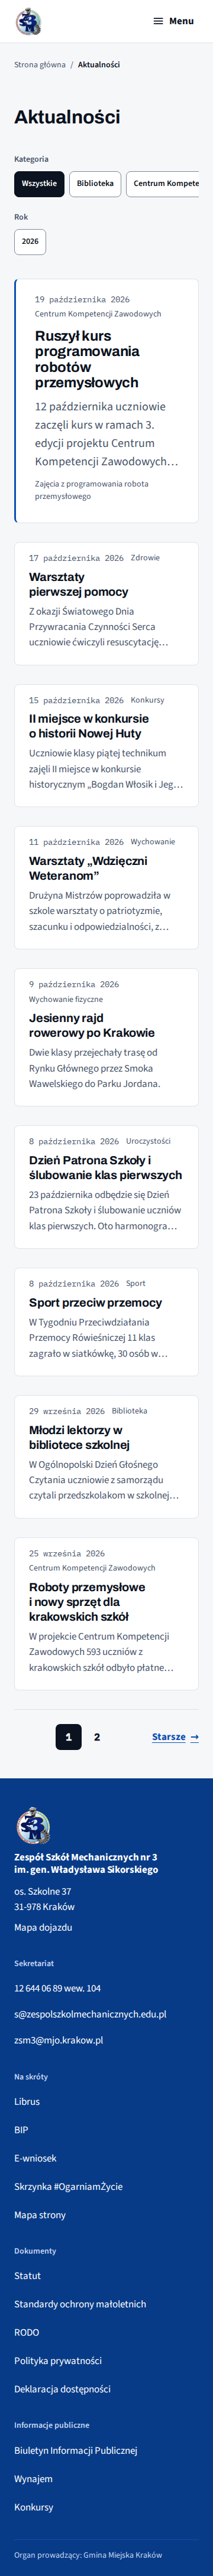 Menu
Strona główna / Aktualności
Aktualności
Kategoria
Wszystkie Biblioteka Centrum Kompete
Rok
2026
19 października 2026
Centrum Kompetencji Zawodowych
Ruszył kurs
programowania
robotów
przemysłowych
12 października uczniowie
zaczęli kurs w ramach 3.
edycji projektu Centrum
Kompetencji Zawodowych…
Zajęcia z programowania robota
przemysłowego
17 października 2026 Zdrowie
Warsztaty
pierwszej pomocy
Z okazji Światowego Dnia
Przywracania Czynności Serca
uczniowie ćwiczyli resuscytację…
15 października 2026 Konkursy
II miejsce w konkursie
o historii Nowej Huty
Uczniowie klasy piątej technikum
zajęli II miejsce w konkursie
historycznym „Bogdan Włosik i Jeg…
11 października 2026 Wychowanie
Warsztaty „Wdzięczni
Weteranom”
Drużyna Mistrzów poprowadziła w
szkole warsztaty o patriotyzmie,
szacunku i odpowiedzialności, z…
9 października 2026
Wychowanie fizyczne
Jesienny rajd
rowerowy po Krakowie
Dwie klasy przejechały trasę od
Rynku Głównego przez Smoka
Wawelskiego do Parku Jordana.
8 października 2026 Uroczystości
Dzień Patrona Szkoły i
ślubowanie klas pierwszych
23 października odbędzie się Dzień
Patrona Szkoły i ślubowanie uczniów
klas pierwszych. Oto harmonogra…
8 października 2026 Sport
Sport przeciw przemocy
W Tygodniu Przeciwdziałania
Przemocy Rówieśniczej 11 klas
zagrało w siatkówkę, 30 osób w…
29 września 2026 Biblioteka
Młodzi lektorzy w
bibliotece szkolnej
W Ogólnopolski Dzień Głośnego
Czytania uczniowie z samorządu
czytali przedszkolakom w szkolnej…
25 września 2026
Centrum Kompetencji Zawodowych
Roboty przemysłowe
i nowy sprzęt dla
krakowskich szkół
W projekcie Centrum Kompetencji
Zawodowych 593 uczniów z
krakowskich szkół odbyło płatne…
1 2 Starsze →
Zespół Szkół Mechanicznych nr 3
im. gen. Władysława Sikorskiego
os. Szkolne 37
31-978 Kraków
Mapa dojazdu
Sekretariat
12 644 06 89 wew. 104
s@zespolszkolmechanicznych.edu.pl
zsm3@mjo.krakow.pl
Na skróty
Librus
BIP
E-wniosek
Skrzynka #OgarniamŻycie
Mapa strony
Dokumenty
Statut
Standardy ochrony małoletnich
RODO
Polityka prywatności
Deklaracja dostępności
Informacje publiczne
Biuletyn Informacji Publicznej
Wynajem
Konkursy
Organ prowadzący: Gmina Miejska Kraków